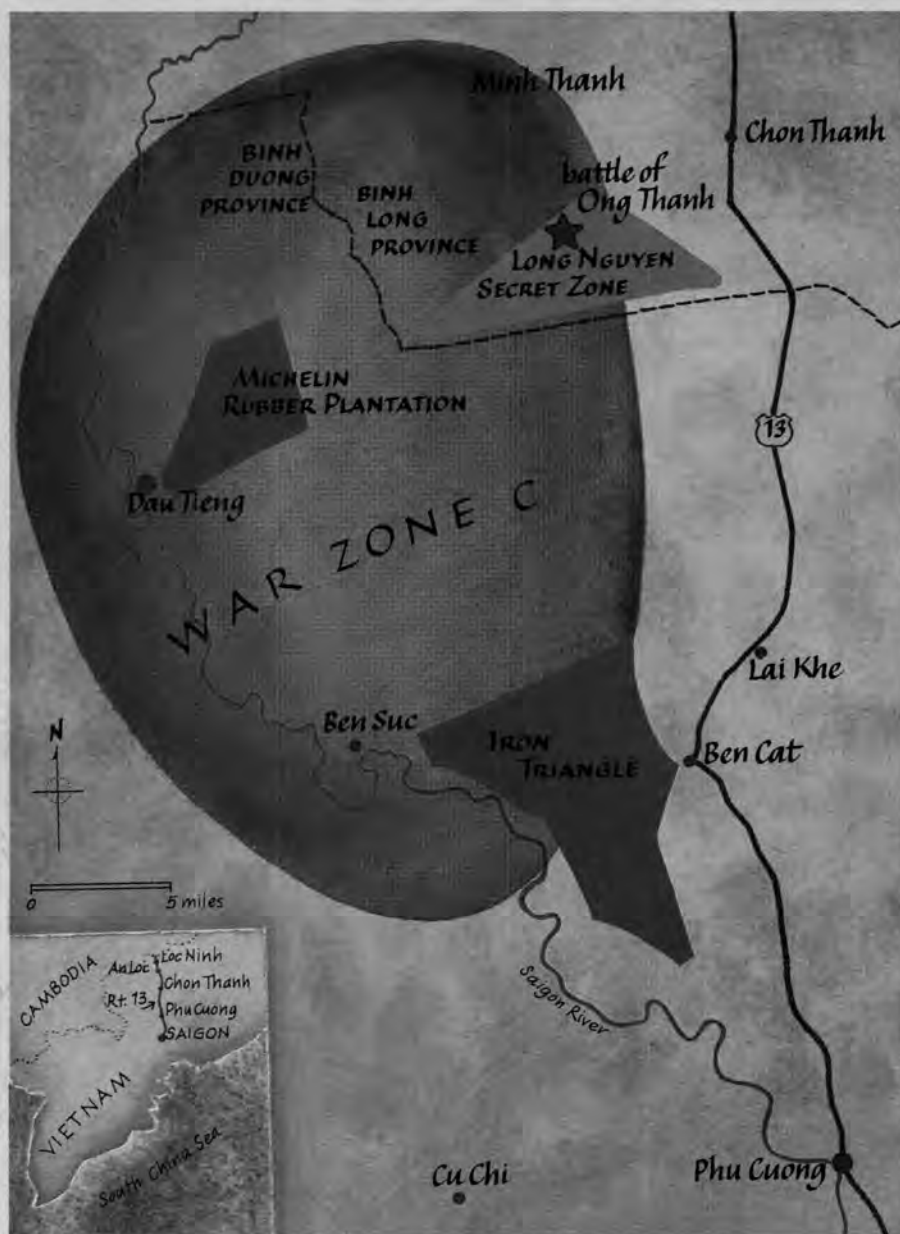 Minh Thanh
Chon Thanh
battle of
Ong Thanh
BINH
DUONG
PROVINCE
BINH
LONG
PROVINCE
LONG NGUYEN
SECRET ZONE
MICHELIN
RUBBER PLANTATION
13
Dau Tieng
WAR ZONE C
Lai Khe
Ben Suc
IRON
TRIANGLE
Ben Cat
N
0 5 miles
Saigon River
Cu Chi
Phu Cuong
CAMBODIA
An Loc
Loc Ninh
Chon Thanh
Rt. 13
Phu Cuong
SAIGON
VIETNAM
South China Sea